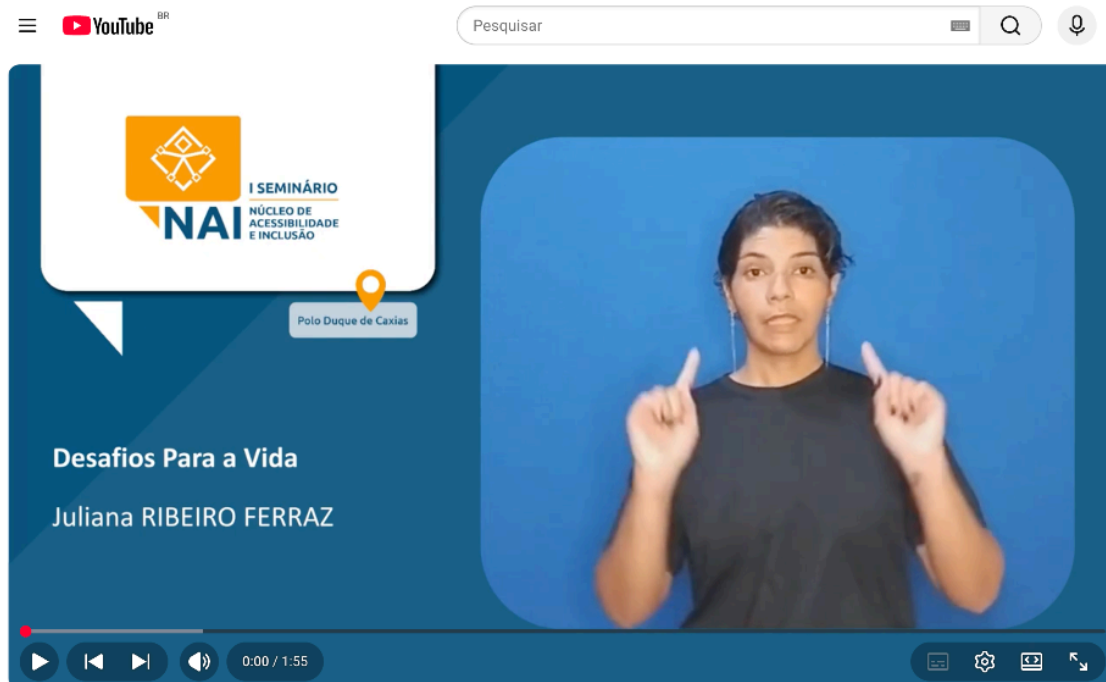 YouTube BR
Pesquisar
I SEMINÁRIO
NAI
NÚCLEO DE
ACESSIBILIDADE
E INCLUSÃO
Polo Duque de Caxias
Desafios Para a Vida
Juliana RIBEIRO FERRAZ
0:00 / 1:55